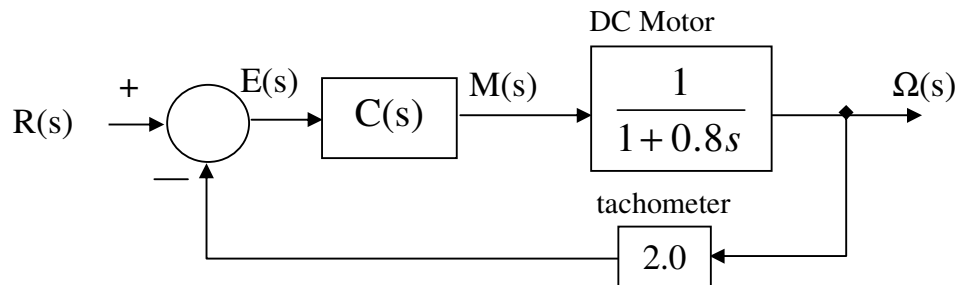 DC Motor
+
E(s)
M(s)
Ω(s)
R(s)
C(s)
1
1+0.8s
—
tachometer
2.0